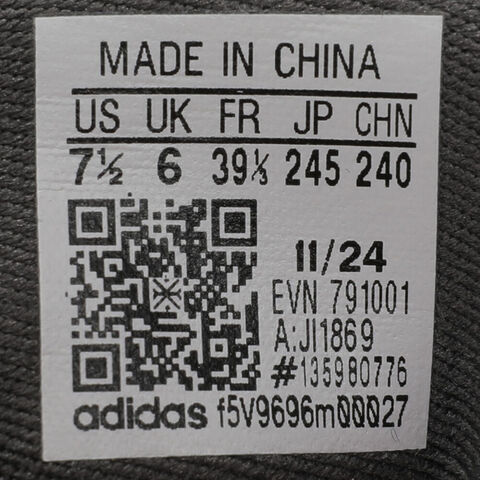 MADE IN CHINA
US UK FR JP CHN
7½ 6 39⅓ 245 240
11/24
EVN 791001
A:JI1869
#135980776
adidas f5V9696m00027